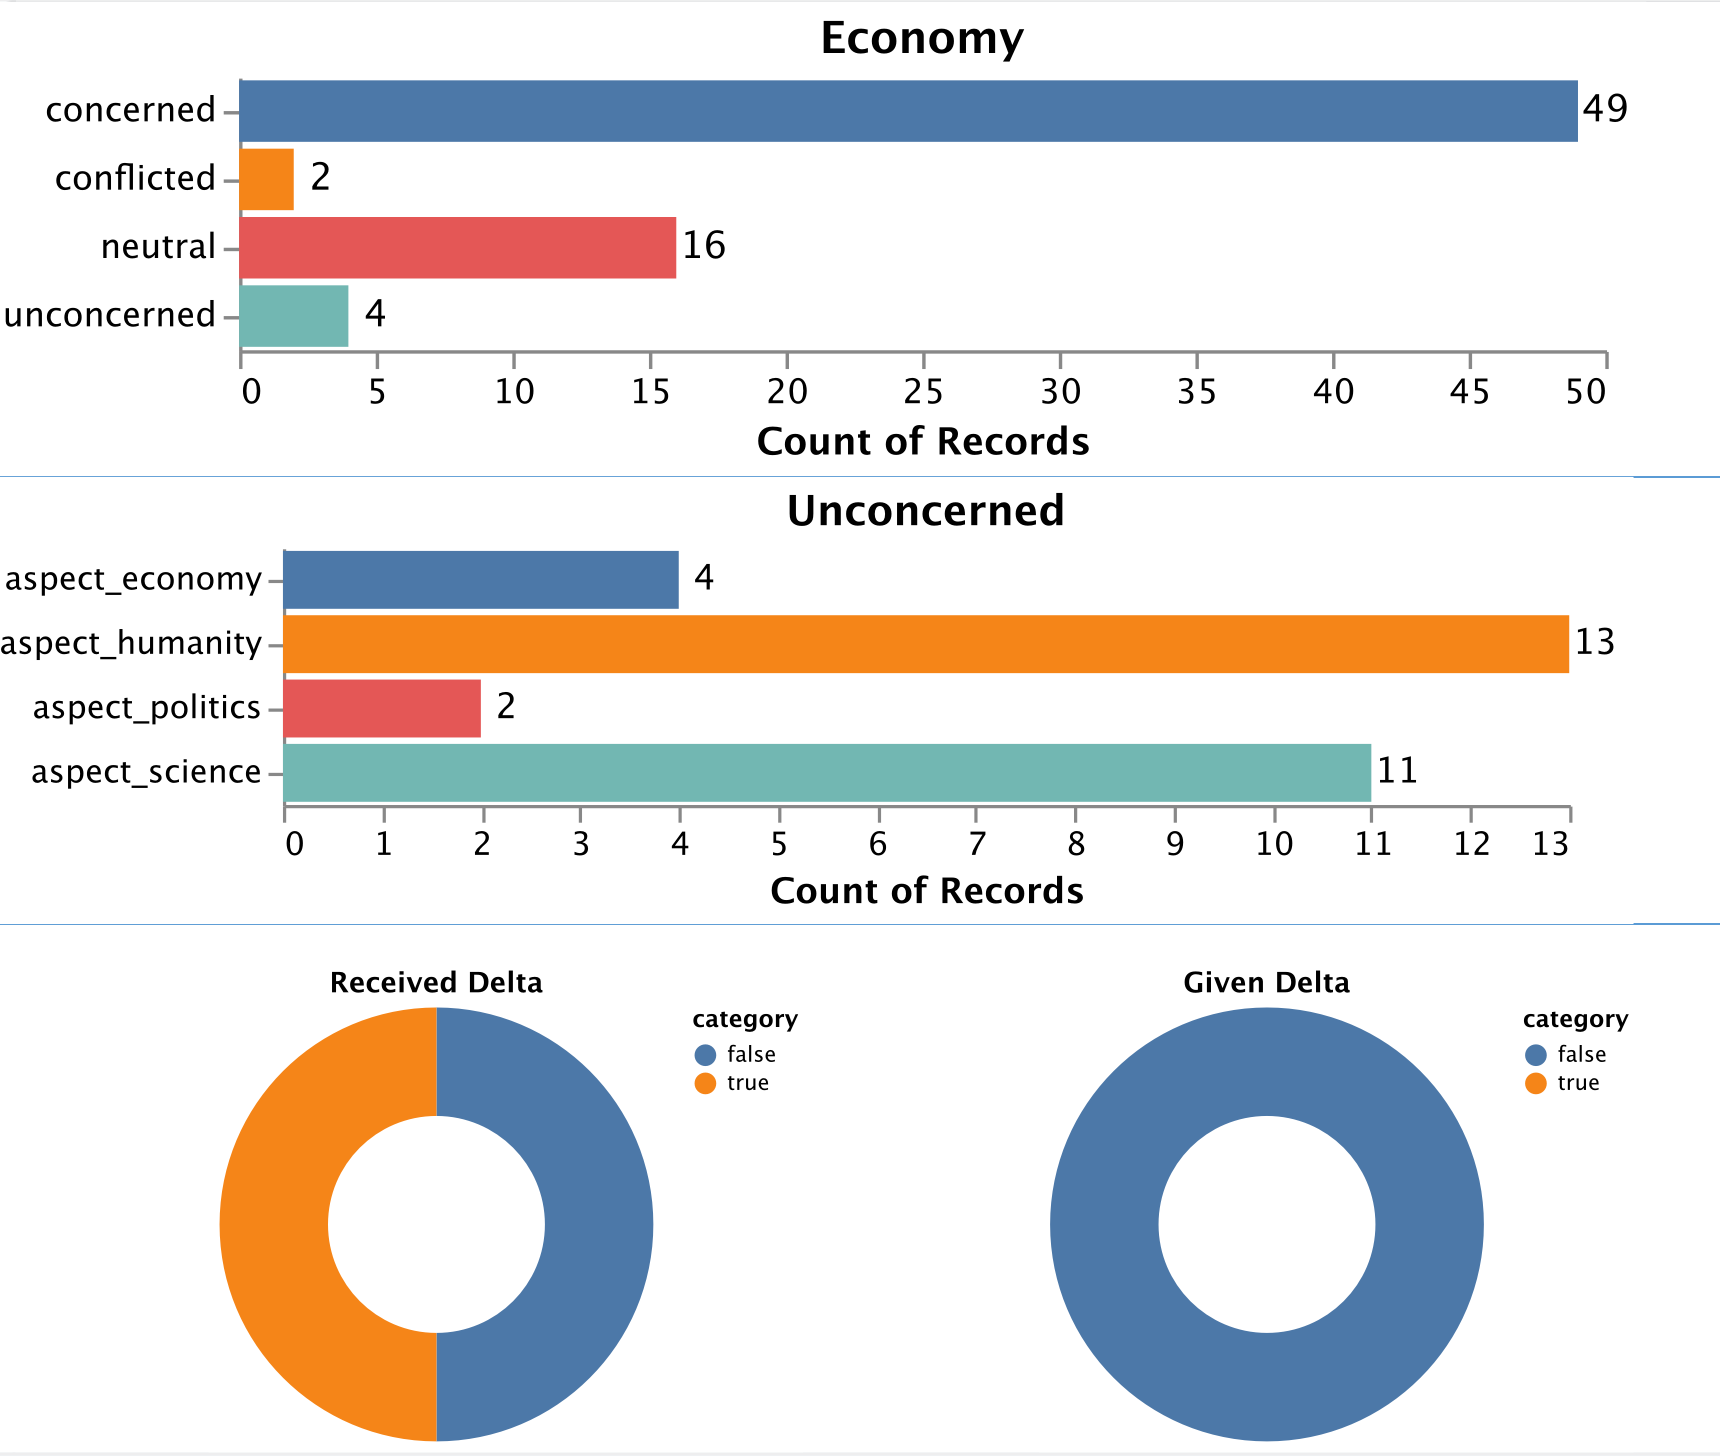 Economy
concerned 49
conflicted 2
neutral 16
unconcerned 4
0 5 10 15 20 25 30 35 40 45 50
Count of Records
Unconcerned
aspect_economy 4
aspect_humanity 13
aspect_politics 2
aspect_science 11
0 1 2 3 4 5 6 7 8 9 10 11 12 13
Count of Records
Received Delta
category
false
true
Given Delta
category
false
true